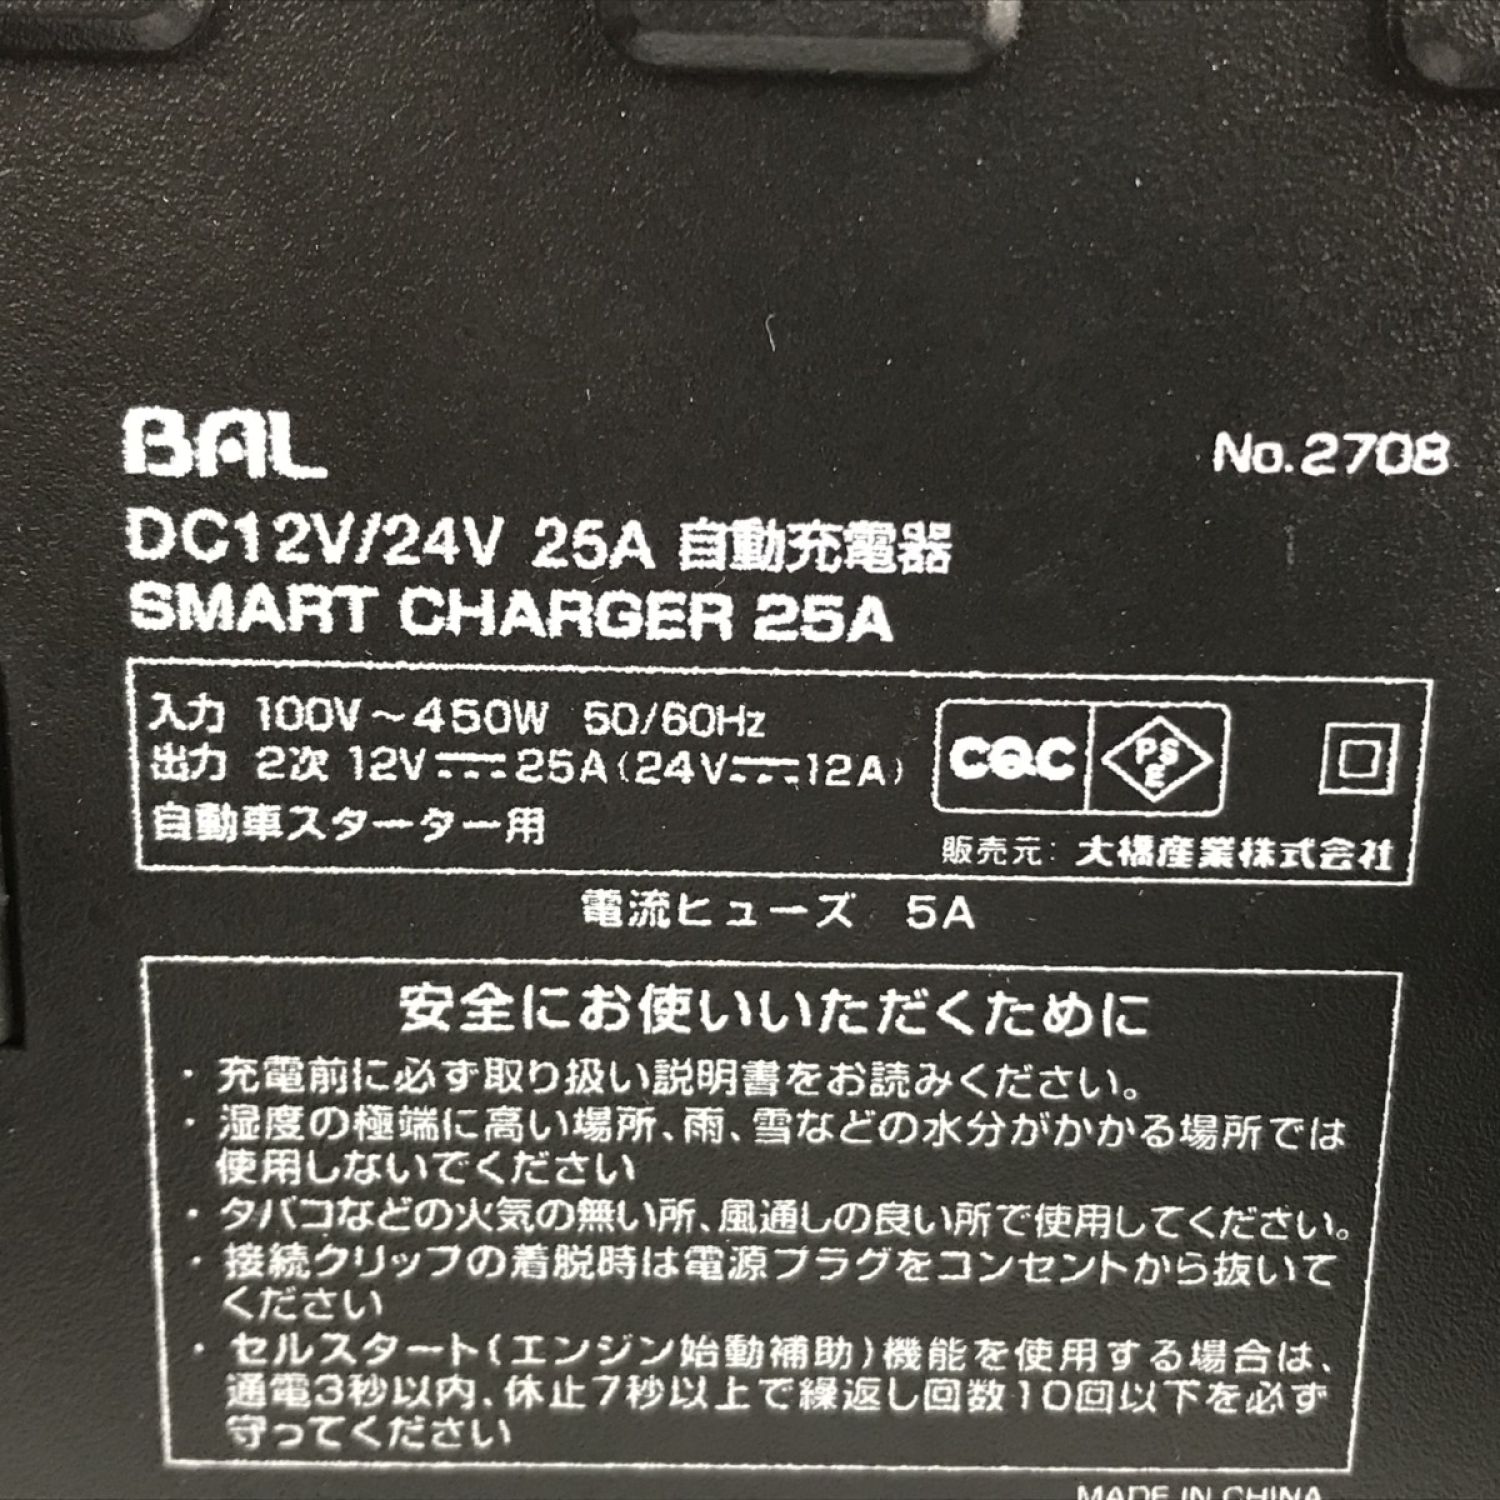 BAL
No.2708
DC12V/24V 25A 自動充電器
SMART CHARGER 25A
入力 100V～450W 50/60Hz
出力 2次 12V⎓25A(24V⎓12A)
自動車スターター用
CQC
PSE
販売元: 大橋産業株式会社
電流ヒューズ 5A
安全にお使いいただくために
・充電前に必ず取り扱い説明書をお読みください。
・湿度の極端に高い場所、雨、雪などの水分がかかる場所では
使用しないでください
・タバコなどの火気の無い所、風通しの良い所で使用してください。
・接続クリップの着脱時は電源プラグをコンセントから抜いて
ください
・セルスタート(エンジン始動補助)機能を使用する場合は、
通電3秒以内、休止7秒以上で繰返し回数10回以下を必ず
守ってください
MADE IN CHINA